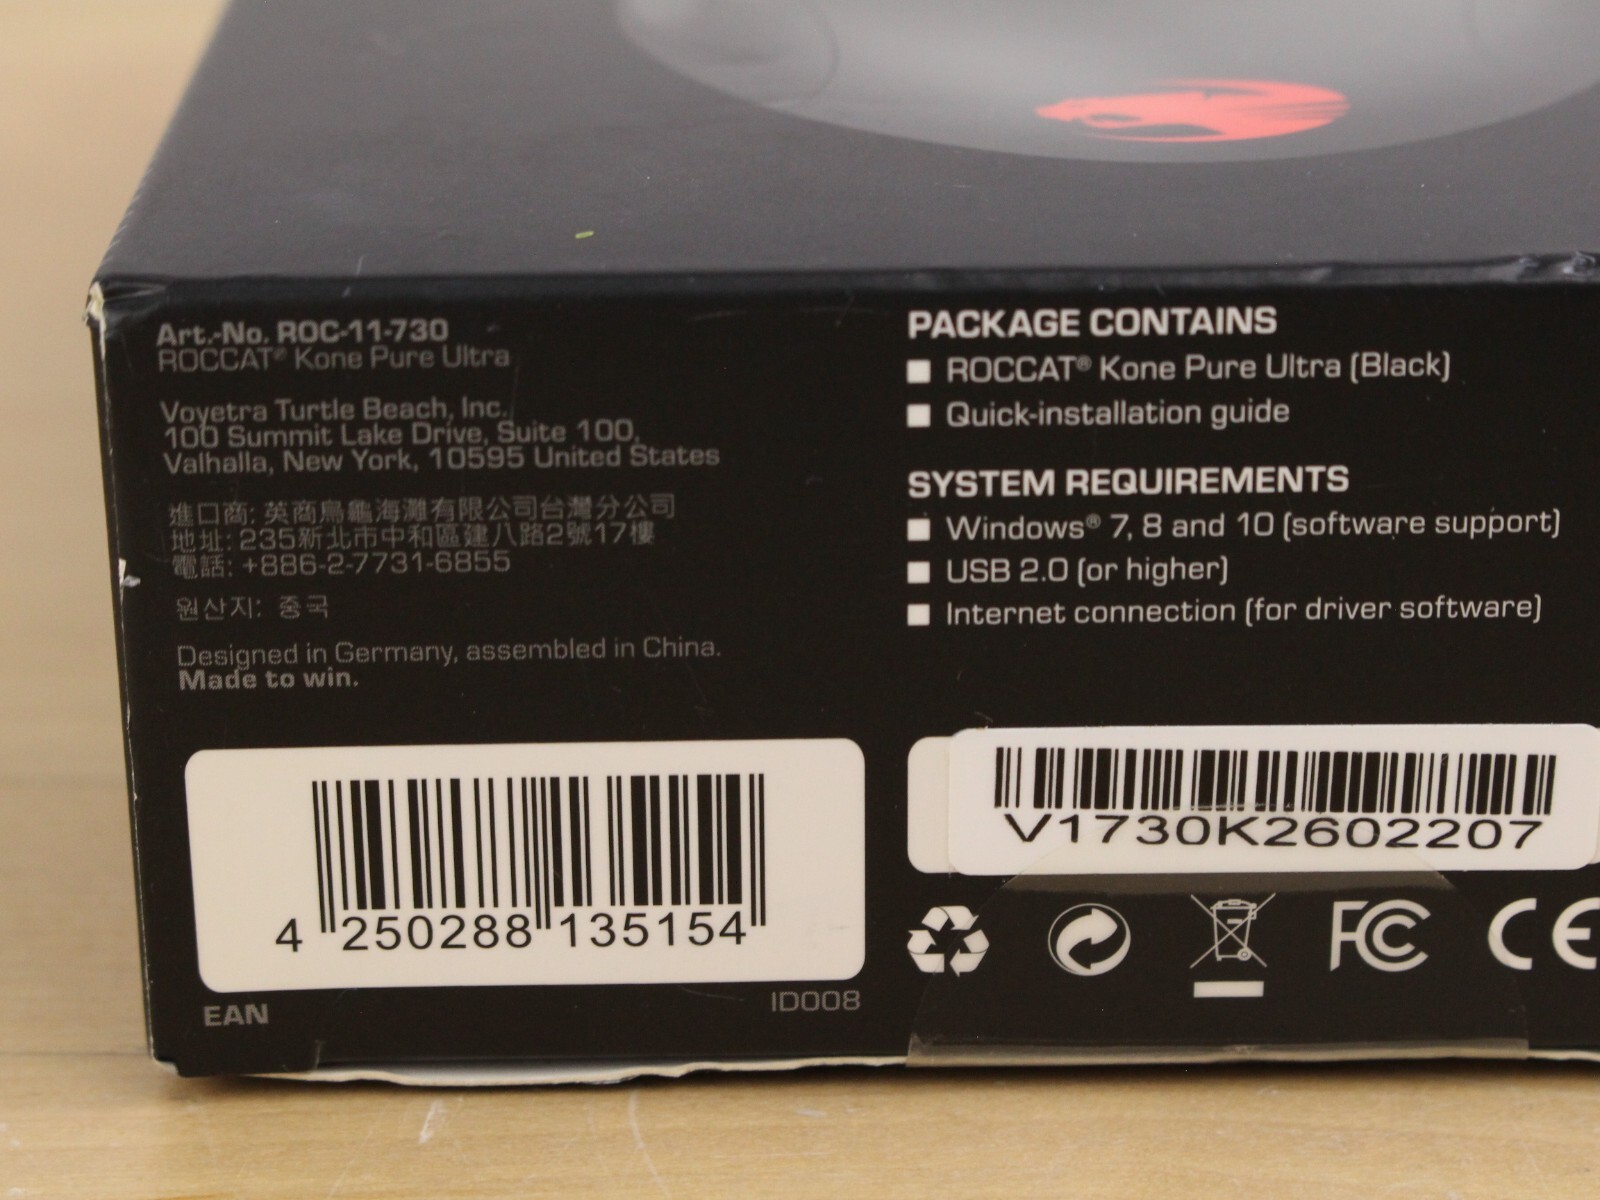 Art.-No. ROC-11-730
ROCCAT® Kone Pure Ultra
Voyetra Turtle Beach, Inc.
100 Summit Lake Drive, Suite 100,
Valhalla, New York, 10595 United States
進口商: 英商鳥龜海灘有限公司台灣分公司
地址: 235新北市中和區建八路2號17樓
電話: +886-2-7731-6855
원산지: 중국
Designed in Germany, assembled in China.
Made to win.
4 250288 135154
EAN
ID008
PACKAGE CONTAINS
ROCCAT® Kone Pure Ultra (Black)
Quick-installation guide
SYSTEM REQUIREMENTS
Windows® 7, 8 and 10 (software support)
USB 2.0 (or higher)
Internet connection (for driver software)
V1730K2602207
FC CE